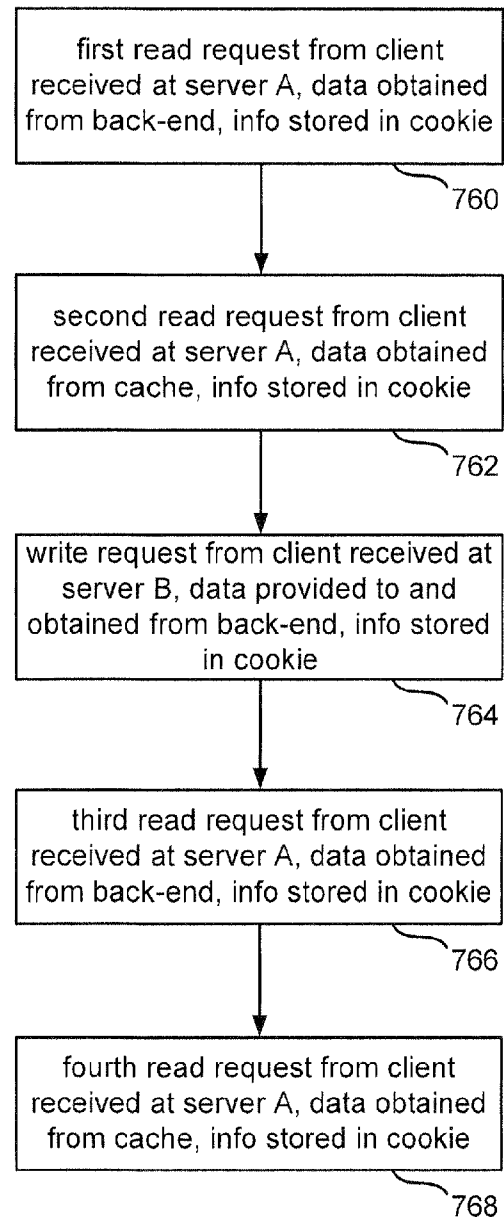 first read request from client
received at server A, data obtained
from back-end, info stored in cookie
760
second read request from client
received at server A, data obtained
from cache, info stored in cookie
762
write request from client received at
server B, data provided to and
obtained from back-end, info stored
in cookie
764
third read request from client
received at server A, data obtained
from back-end, info stored in cookie
766
fourth read request from client
received at server A, data obtained
from cache, info stored in cookie
768